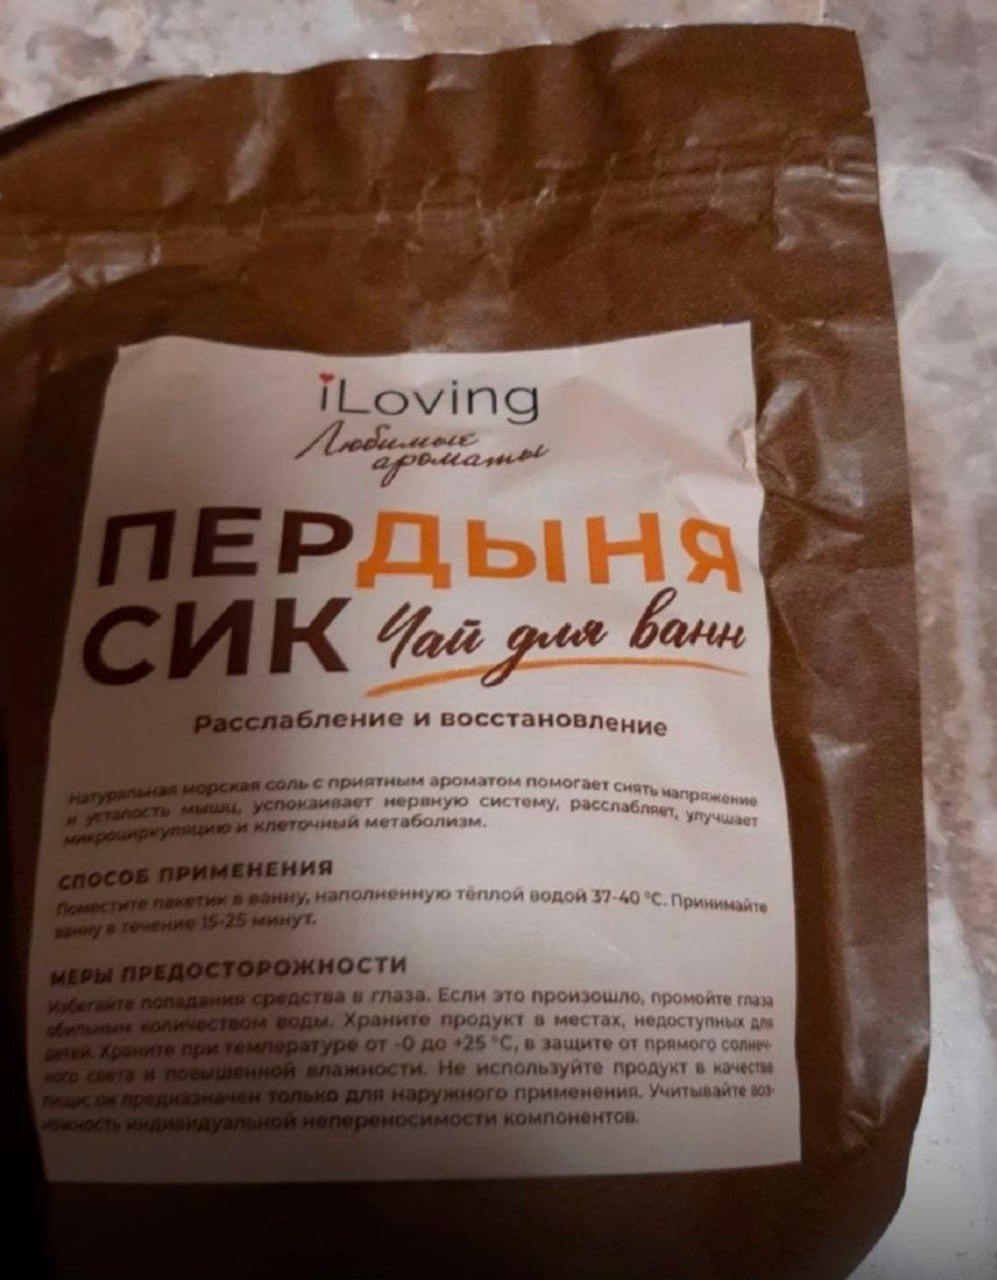 iLoving
Любимые
ароматы
ПЕРДЫНЯ
СИК Чай для ванн
Расслабление и восстановление
Натуральная морская соль с приятным ароматом помогает снять напряжение
и усталость мышц, успокаивает нервную систему, расслабляет, улучшает
микроциркуляцию и клеточный метаболизм.
СПОСОБ ПРИМЕНЕНИЯ
Поместите пакетик в ванну, наполненную тёплой водой 37-40 °C. Принимайте
ванну в течение 15-25 минут.
МЕРЫ ПРЕДОСТОРОЖНОСТИ
Избегайте попадания средства в глаза. Если это произошло, промойте глаза
обильным количеством воды. Храните продукт в местах, недоступных для
детей. Храните при температуре от -0 до +25 °C, в защите от прямого солнеч-
ного света и повышенной влажности. Не используйте продукт в качестве
пищи; он предназначен только для наружного применения. Учитывайте воз-
можность индивидуальной непереносимости компонентов.